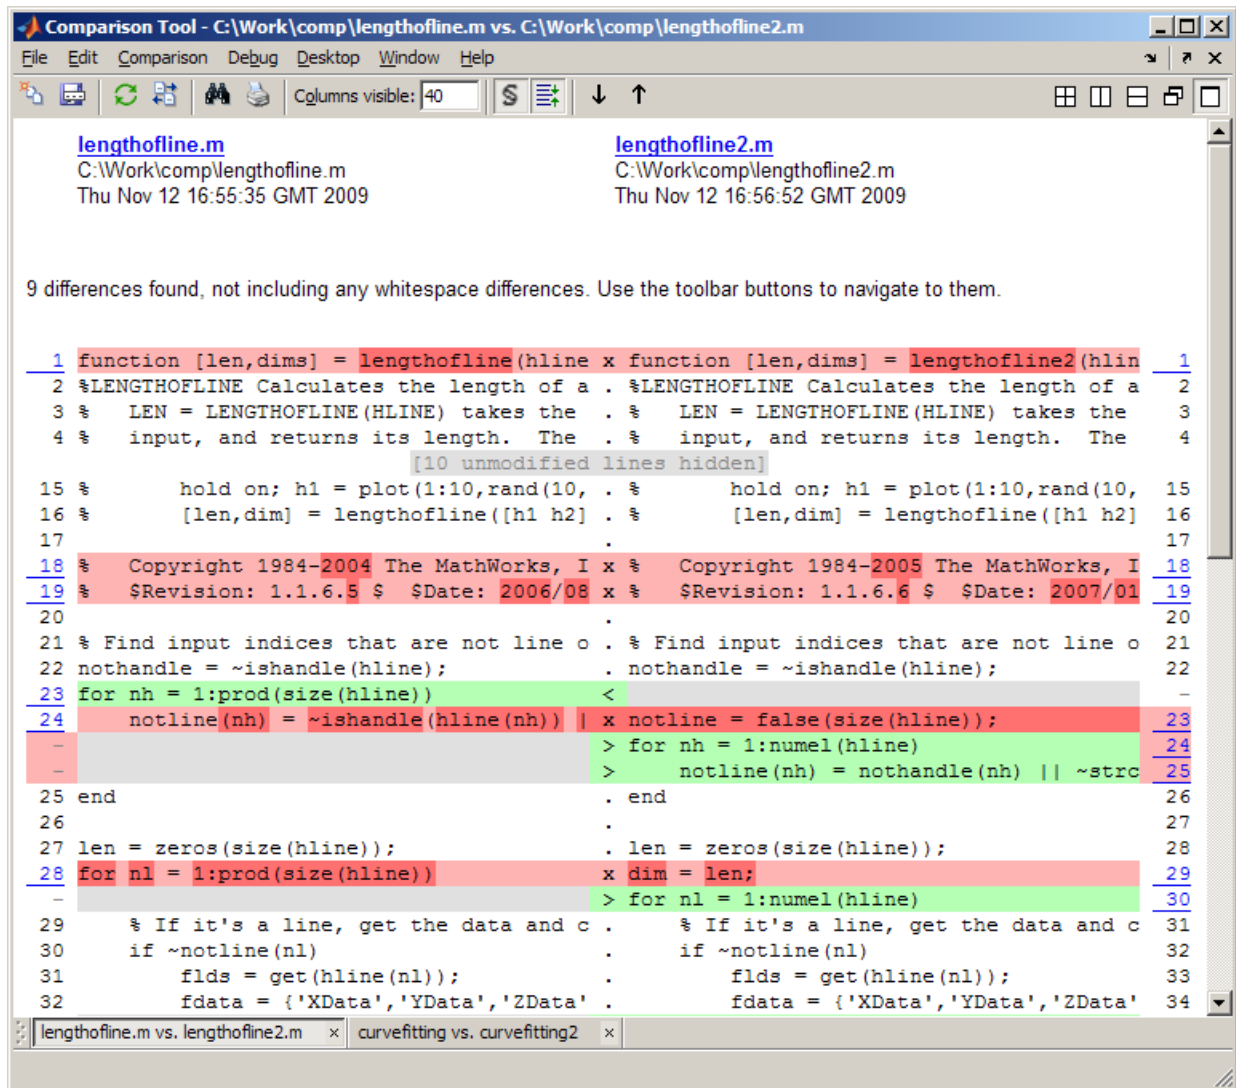 Comparison Tool - C:\Work\comp\lengthofline.m vs. C:\Work\comp\lengthofline2.m
File Edit Comparison Debug Desktop Window Help
Columns visible: 40
lengthofline.m lengthofline2.m
C:\Work\comp\lengthofline.m C:\Work\comp\lengthofline2.m
Thu Nov 12 16:55:35 GMT 2009 Thu Nov 12 16:56:52 GMT 2009
9 differences found, not including any whitespace differences. Use the toolbar buttons to navigate to them.
1 function [len,dims] = lengthofline(hline x function [len,dims] = lengthofline2(hlin 1
2 %LENGTHOFLINE Calculates the length of a . %LENGTHOFLINE Calculates the length of a 2
3 % LEN = LENGTHOFLINE(HLINE) takes the . % LEN = LENGTHOFLINE(HLINE) takes the 3
4 % input, and returns its length. The . % input, and returns its length. The 4
[10 unmodified lines hidden]
15 % hold on; h1 = plot(1:10,rand(10, . % hold on; h1 = plot(1:10,rand(10, 15
16 % [len,dim] = lengthofline([h1 h2] . % [len,dim] = lengthofline([h1 h2] 16
17 . 17
18 % Copyright 1984-2004 The MathWorks, I x % Copyright 1984-2005 The MathWorks, I 18
19 % $Revision: 1.1.6.5 $ $Date: 2006/08 x % $Revision: 1.1.6.6 $ $Date: 2007/01 19
20 . 20
21 % Find input indices that are not line o . % Find input indices that are not line o 21
22 nothandle = ~ishandle(hline); . nothandle = ~ishandle(hline); 22
23 for nh = 1:prod(size(hline)) < -
24 notline(nh) = ~ishandle(hline(nh)) | x notline = false(size(hline)); 23
- > for nh = 1:numel(hline) 24
- > notline(nh) = nothandle(nh) || ~strc 25
25 end . end 26
26 . 27
27 len = zeros(size(hline)); . len = zeros(size(hline)); 28
28 for nl = 1:prod(size(hline)) x dim = len; 29
- > for nl = 1:numel(hline) 30
29 % If it's a line, get the data and c . % If it's a line, get the data and c 31
30 if ~notline(nl) . if ~notline(nl) 32
31 flds = get(hline(nl)); . flds = get(hline(nl)); 33
32 fdata = {'XData','YData','ZData' . fdata = {'XData','YData','ZData' 34
lengthofline.m vs. lengthofline2.m × curvefitting vs. curvefitting2 ×